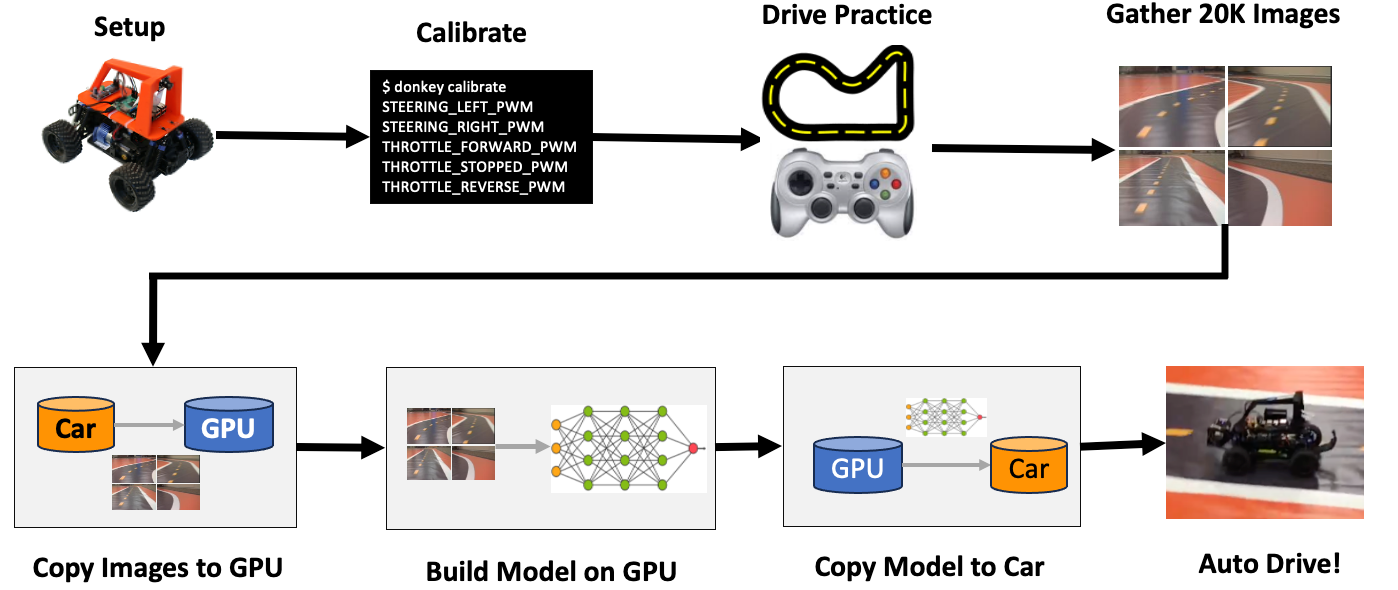 Setup
Calibrate
Drive Practice
Gather 20K Images
$ donkey calibrate
STEERING_LEFT_PWM
STEERING_RIGHT_PWM
THROTTLE_FORWARD_PWM
THROTTLE_STOPPED_PWM
THROTTLE_REVERSE_PWM
Car
GPU
GPU
Car
Copy Images to GPU
Build Model on GPU
Copy Model to Car
Auto Drive!